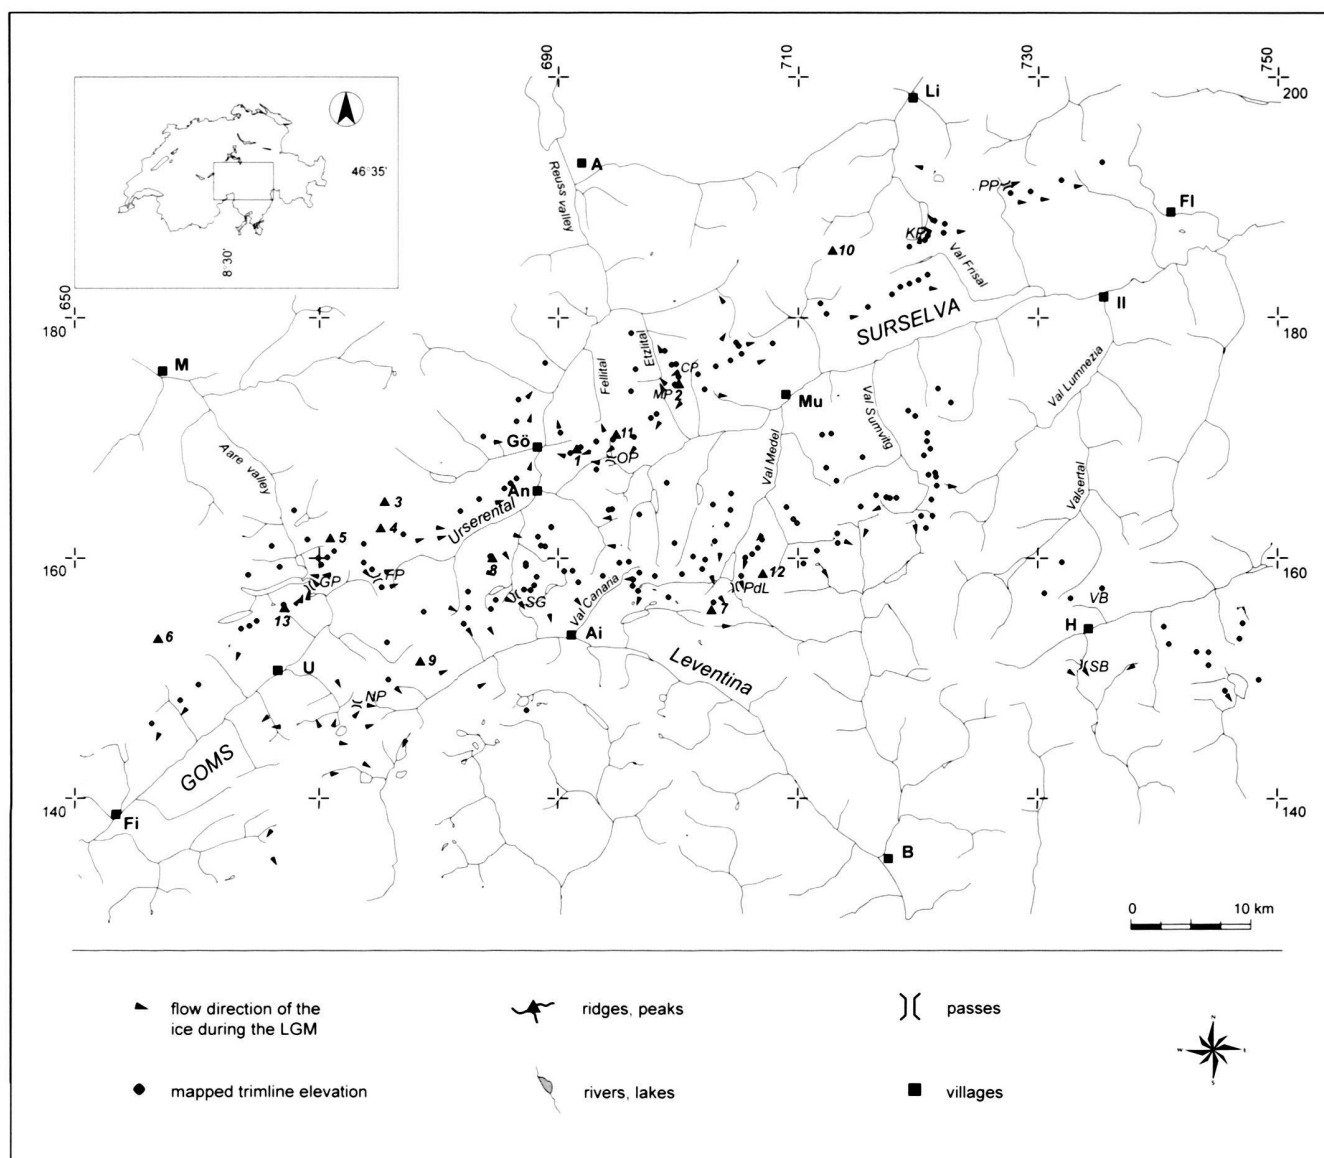 690
710
730
750
200
Li
46°35'
8°30'
Reuss valley
A
PP
Fl
KP
10
Val Frisal
650
180
SURSELVA
Il
180
M
Fellital
Etzlital
CP
MP 2
Mu
Val Sumvitg
Val Lumnezia
Aare valley
Gö
11
1
OP
Val Medel
Valsertal
An
3
4
Urserental
5
160
GP
FP
8
SG
Val Canaria
12
PdL
7
160
VB
13
6
H
U
9
Ai
Leventina
SB
NP
GOMS
140
Fi
140
B
0 10 km
flow direction of the
ice during the LGM
ridges, peaks
passes
mapped trimline elevation
rivers, lakes
villages
N
W
E
S